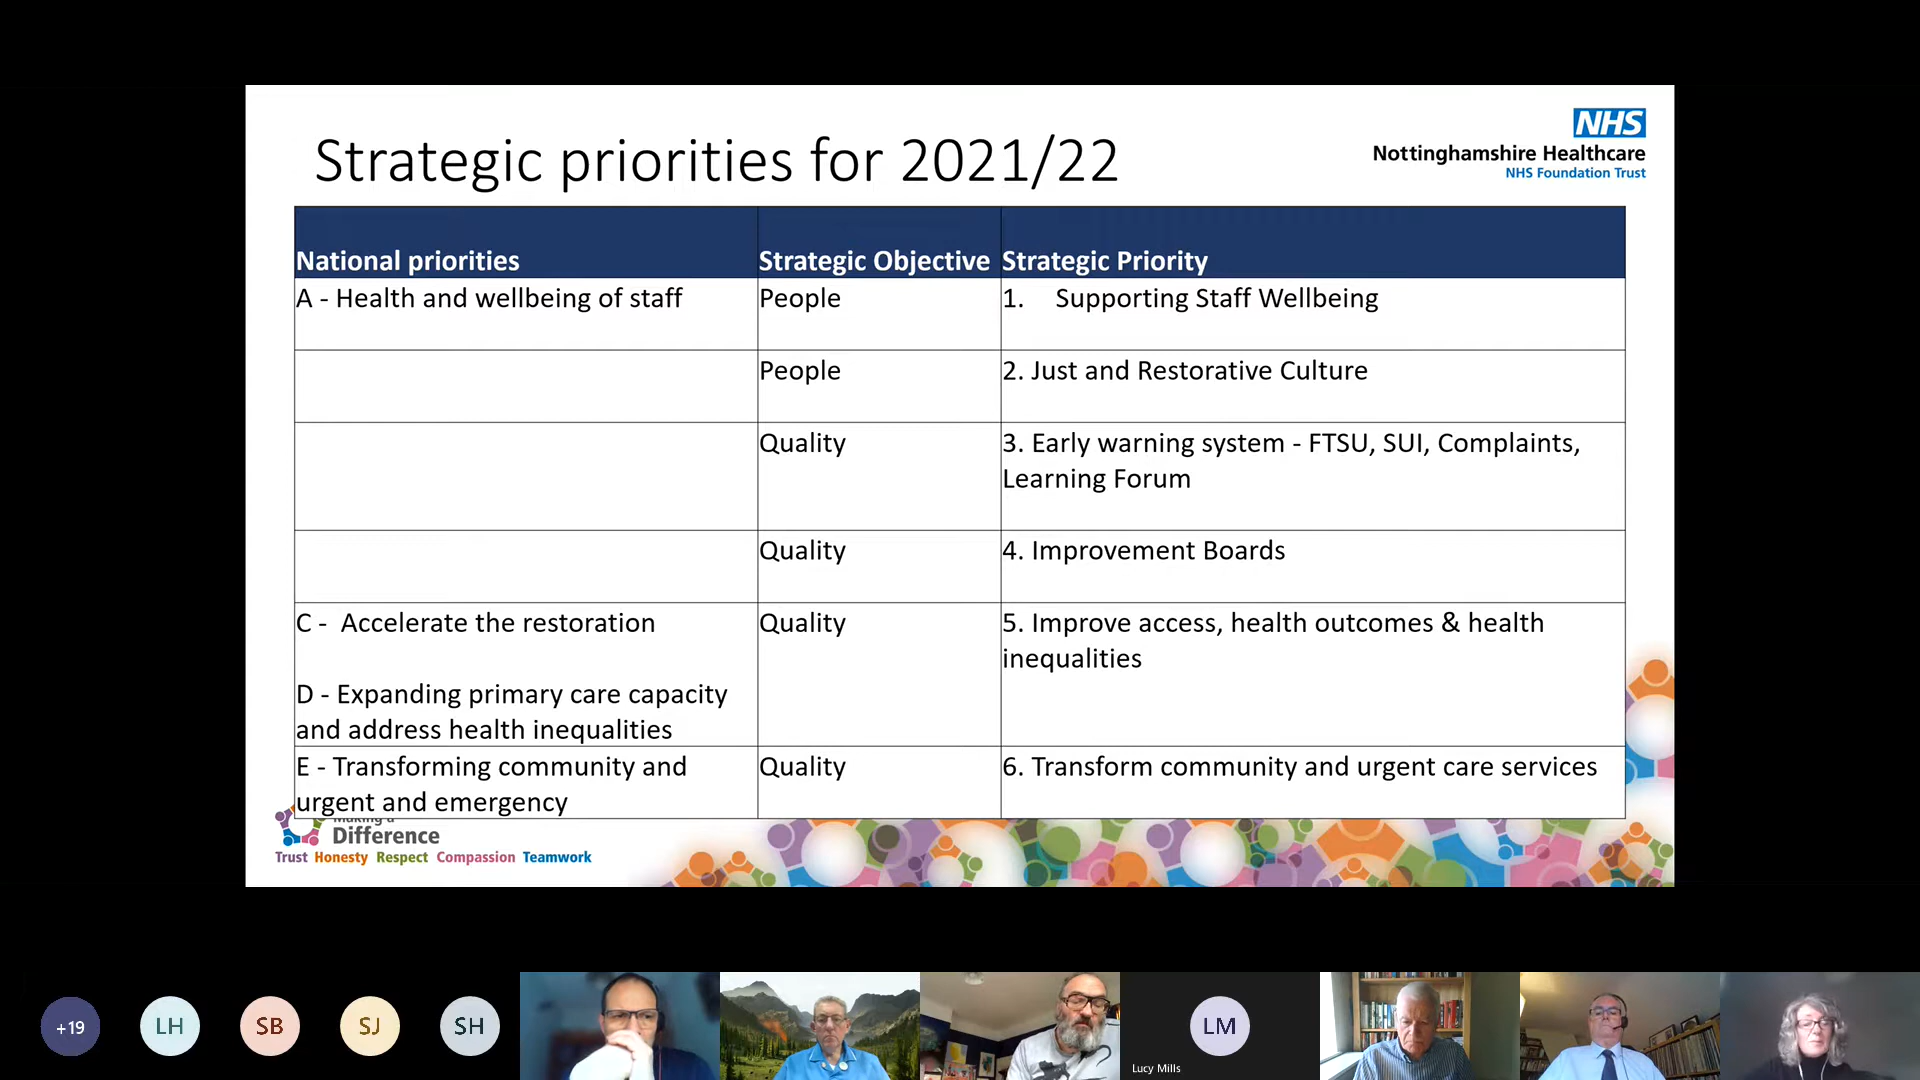 NHS
Nottinghamshire Healthcare
NHS Foundation Trust
Strategic priorities for 2021/22
National priorities
Strategic Objective
Strategic Priority
A - Health and wellbeing of staff
People
1. Supporting Staff Wellbeing
People
2. Just and Restorative Culture
Quality
3. Early warning system - FTSU, SUI, Complaints,
Learning Forum
Quality
4. Improvement Boards
C - Accelerate the restoration
D - Expanding primary care capacity
and address health inequalities
Quality
5. Improve access, health outcomes & health
inequalities
E - Transforming community and
urgent and emergency
Quality
6. Transform community and urgent care services
Making a
Difference
Trust Honesty Respect Compassion Teamwork
+19
LH
SB
SJ
SH
LM
Lucy Mills